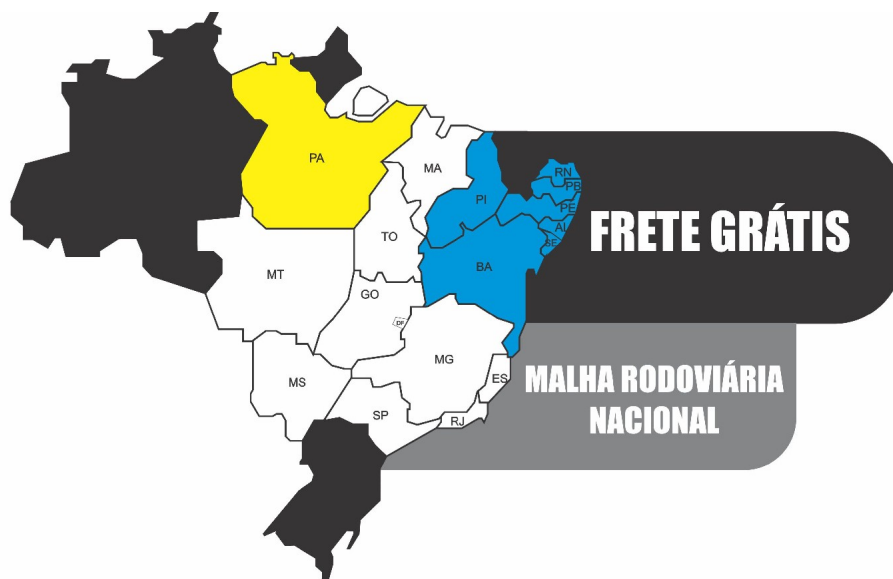 PA
MA
PI
RN
PB
PE
AL
SE
TO
BA
MT
GO
DF
MG
ES
MS
SP
RJ
FRETE GRÁTIS
MALHA RODOVIÁRIA
NACIONAL